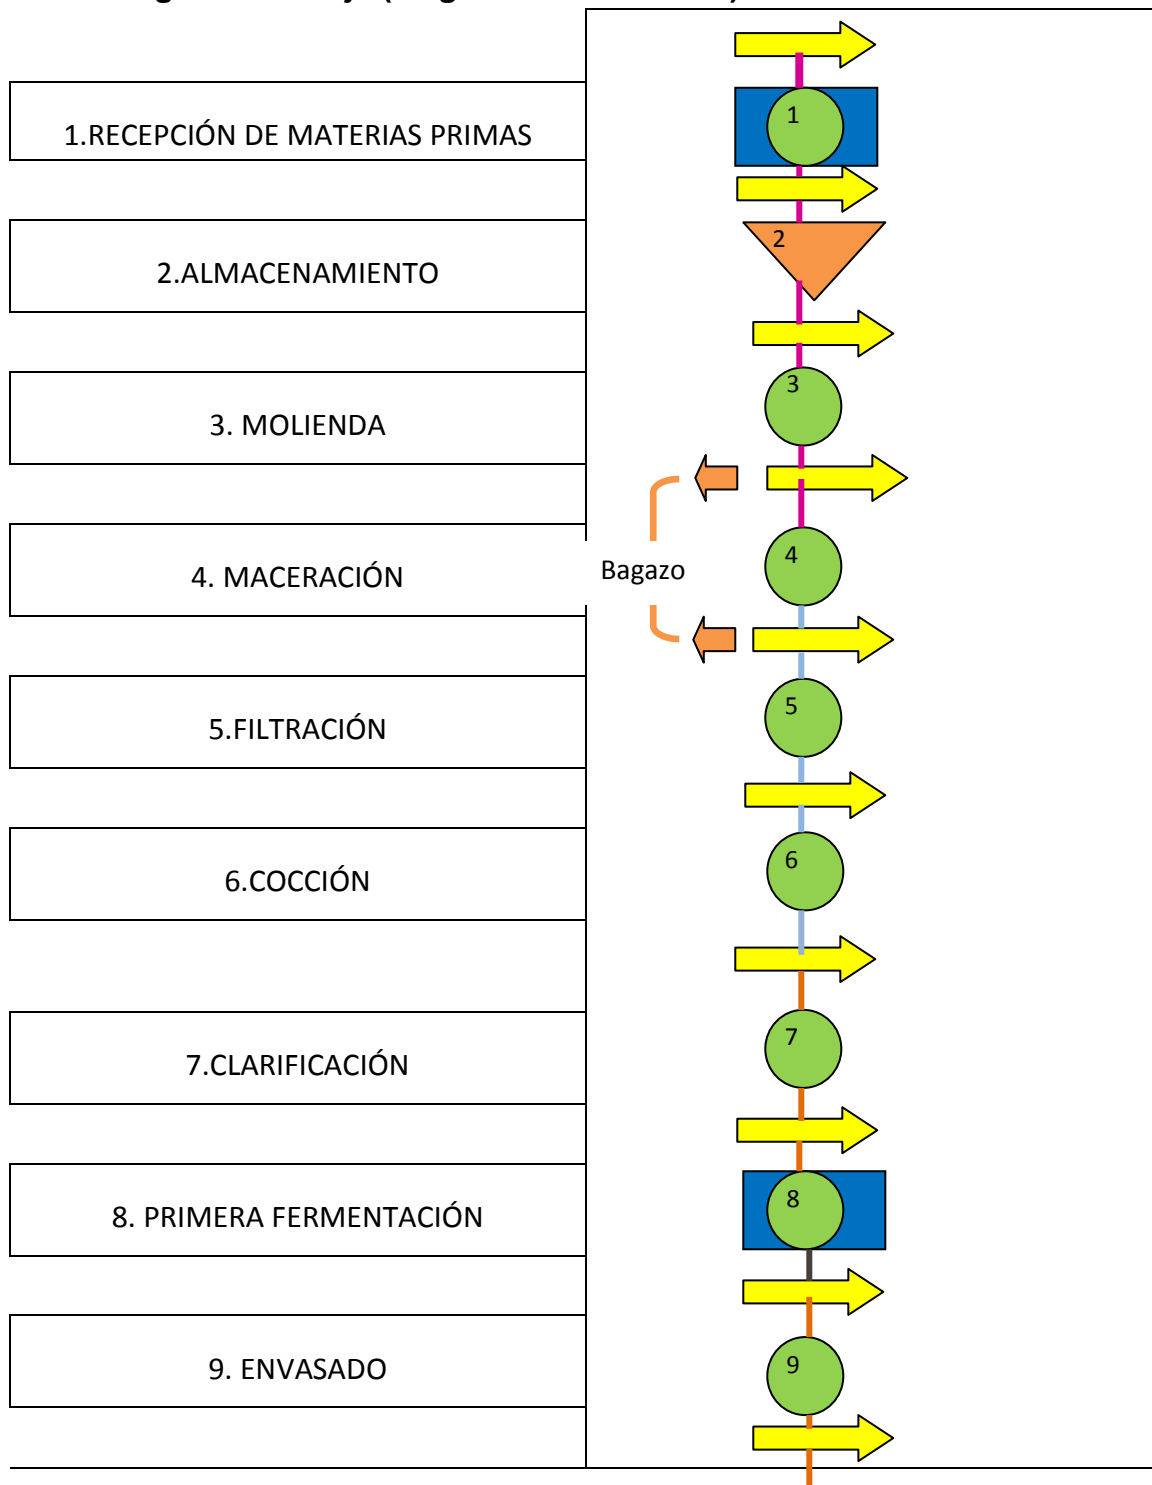 1.RECEPCIÓN DE MATERIAS PRIMAS
1
2.ALMACENAMIENTO
2
3. MOLIENDA
3
4. MACERACIÓN
Bagazo
4
5.FILTRACIÓN
5
6.COCCIÓN
6
7.CLARIFICACIÓN
7
8. PRIMERA FERMENTACIÓN
8
9. ENVASADO
9